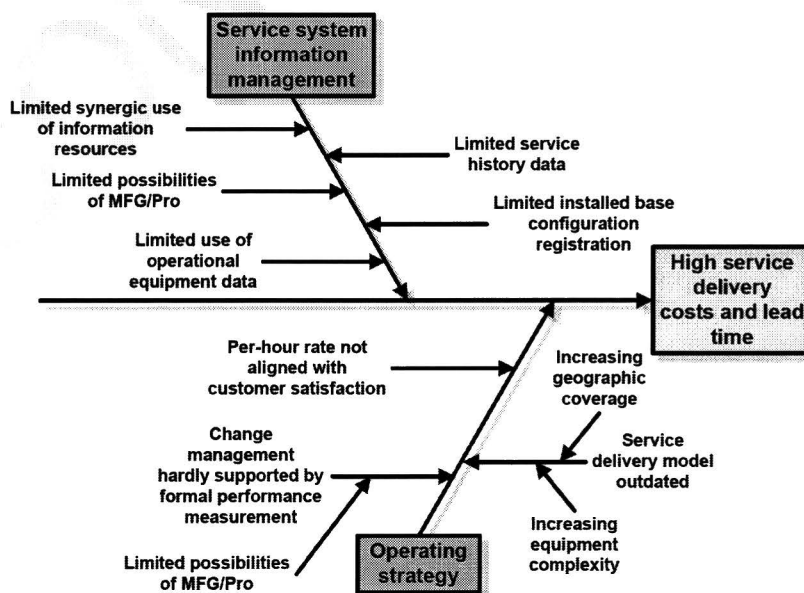 Service system
information
management
Limited synergic use
of information
resources
Limited service
history data
Limited possibilities
of MFG/Pro
Limited installed base
configuration
registration
Limited use of
operational
equipment data
High service
delivery
costs and lead
time
Per-hour rate not
aligned with
customer satisfaction
Increasing
geographic
coverage
Change
management
hardly supported by
formal performance
measurement
Service
delivery model
outdated
Increasing
equipment
complexity
Limited possibilities
of MFG/Pro
Operating
strategy